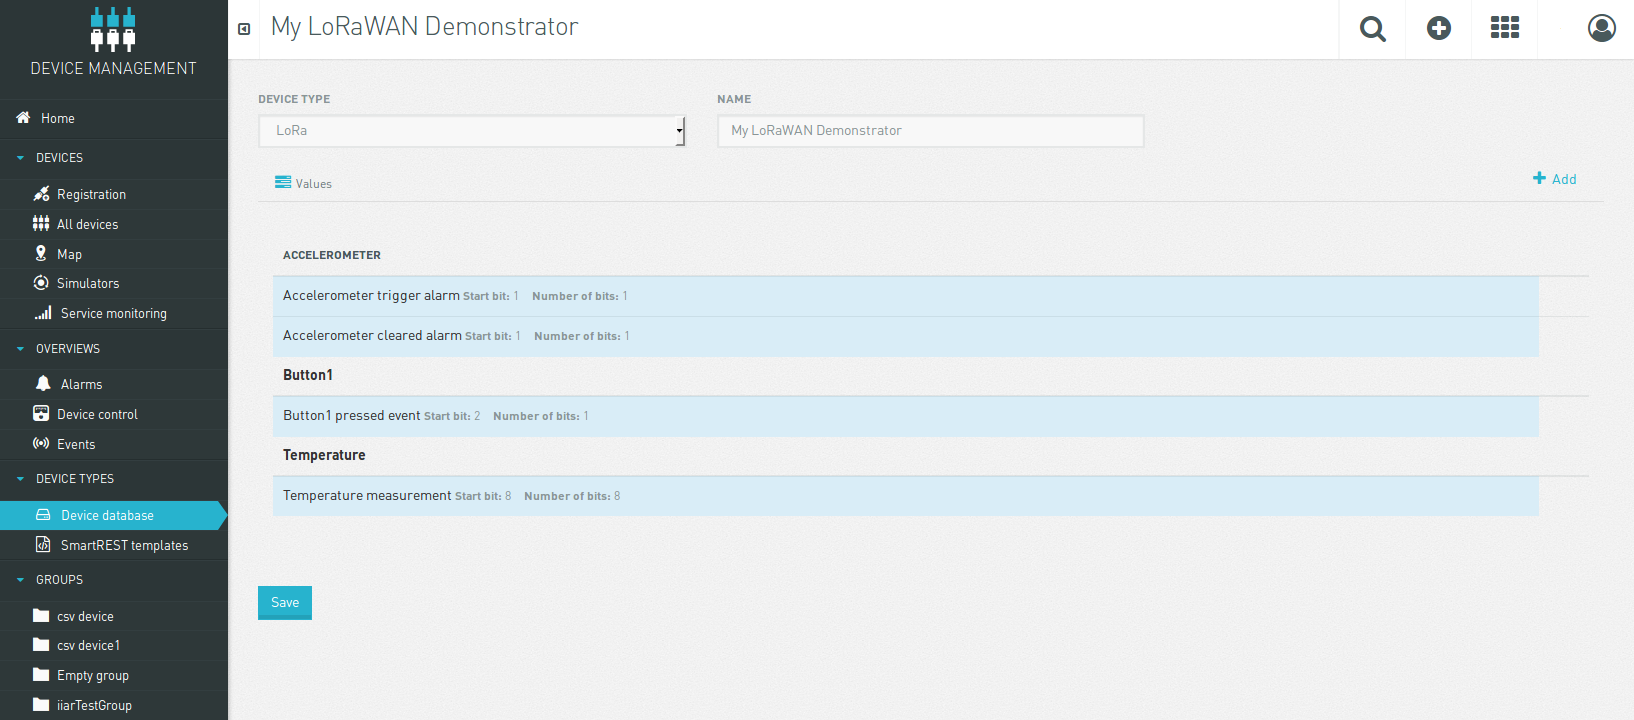 DEVICE MANAGEMENT
Home
DEVICES
Registration
All devices
Map
Simulators
Service monitoring
OVERVIEWS
Alarms
Device control
Events
DEVICE TYPES
Device database
SmartREST templates
GROUPS
csv device
csv device1
Empty group
iiarTestGroup
My LoRaWAN Demonstrator
DEVICE TYPE NAME
LoRa My LoRaWAN Demonstrator
Values Add
ACCELEROMETER
Accelerometer trigger alarm Start bit: 1 Number of bits: 1
Accelerometer cleared alarm Start bit: 1 Number of bits: 1
Button1
Button1 pressed event Start bit: 2 Number of bits: 1
Temperature
Temperature measurement Start bit: 8 Number of bits: 8
Save